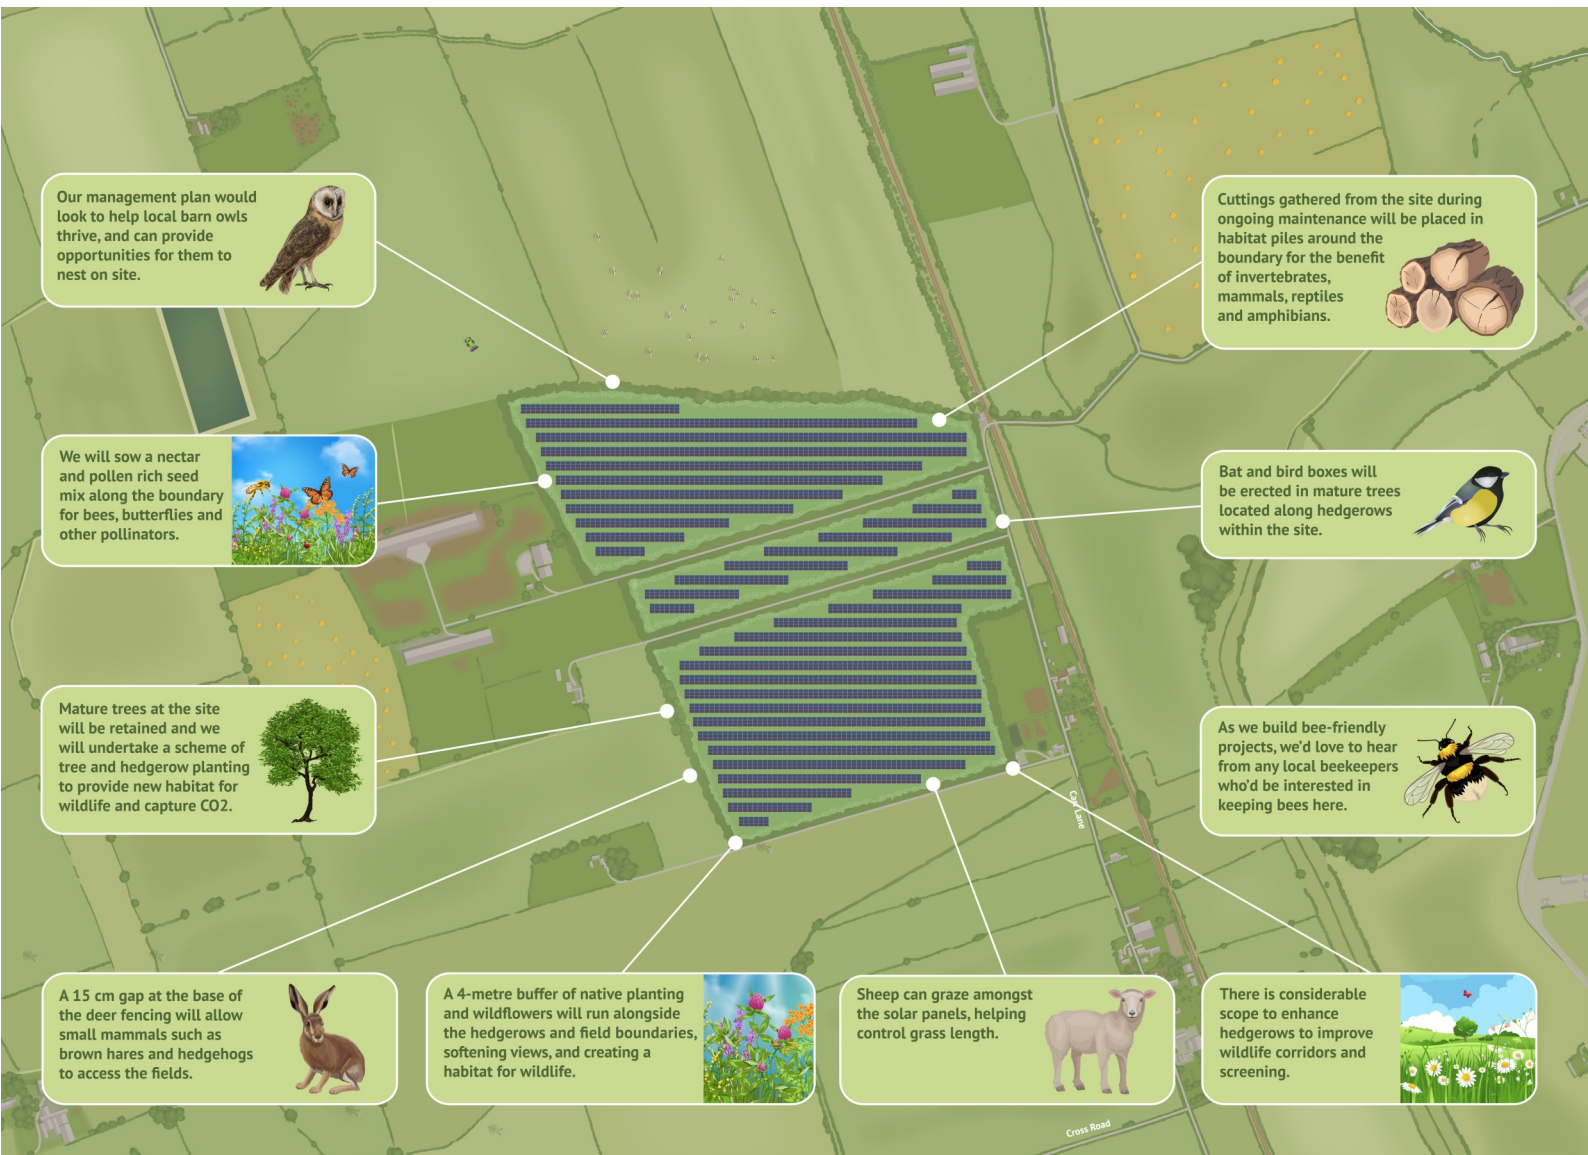 Our management plan would
look to help local barn owls
thrive, and can provide
opportunities for them to
nest on site.
Cuttings gathered from the site during
ongoing maintenance will be placed in
habitat piles around the
boundary for the benefit
of invertebrates,
mammals, reptiles
and amphibians.
We will sow a nectar
and pollen rich seed
mix along the boundary
for bees, butterflies and
other pollinators.
Bat and bird boxes will
be erected in mature trees
located along hedgerows
within the site.
Mature trees at the site
will be retained and we
will undertake a scheme of
tree and hedgerow planting
to provide new habitat for
wildlife and capture CO2.
As we build bee-friendly
projects, we'd love to hear
from any local beekeepers
who'd be interested in
keeping bees here.
Carr Lane
A 15 cm gap at the base of
the deer fencing will allow
small mammals such as
brown hares and hedgehogs
to access the fields.
A 4-metre buffer of native planting
and wildflowers will run alongside
the hedgerows and field boundaries,
softening views, and creating a
habitat for wildlife.
Sheep can graze amongst
the solar panels, helping
control grass length.
There is considerable
scope to enhance
hedgerows to improve
wildlife corridors and
screening.
Cross Road